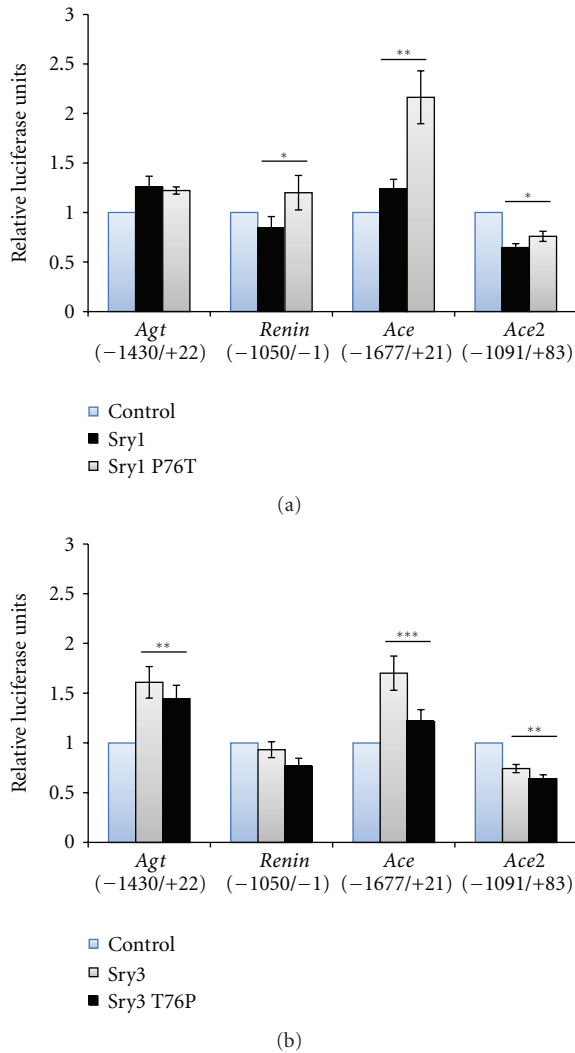 3
2.5
2
1.5
1
0.5
0
Relative luciferase units
*
**
*
Agt Renin Ace Ace2
(−1430/+22) (−1050/−1) (−1677/+21) (−1091/+83)
Control
Sry1
Sry1 P76T
(a)
3
2.5
2
1.5
1
0.5
0
Relative luciferase units
**
***
**
Agt Renin Ace Ace2
(−1430/+22) (−1050/−1) (−1677/+21) (−1091/+83)
Control
Sry3
Sry3 T76P
(b)